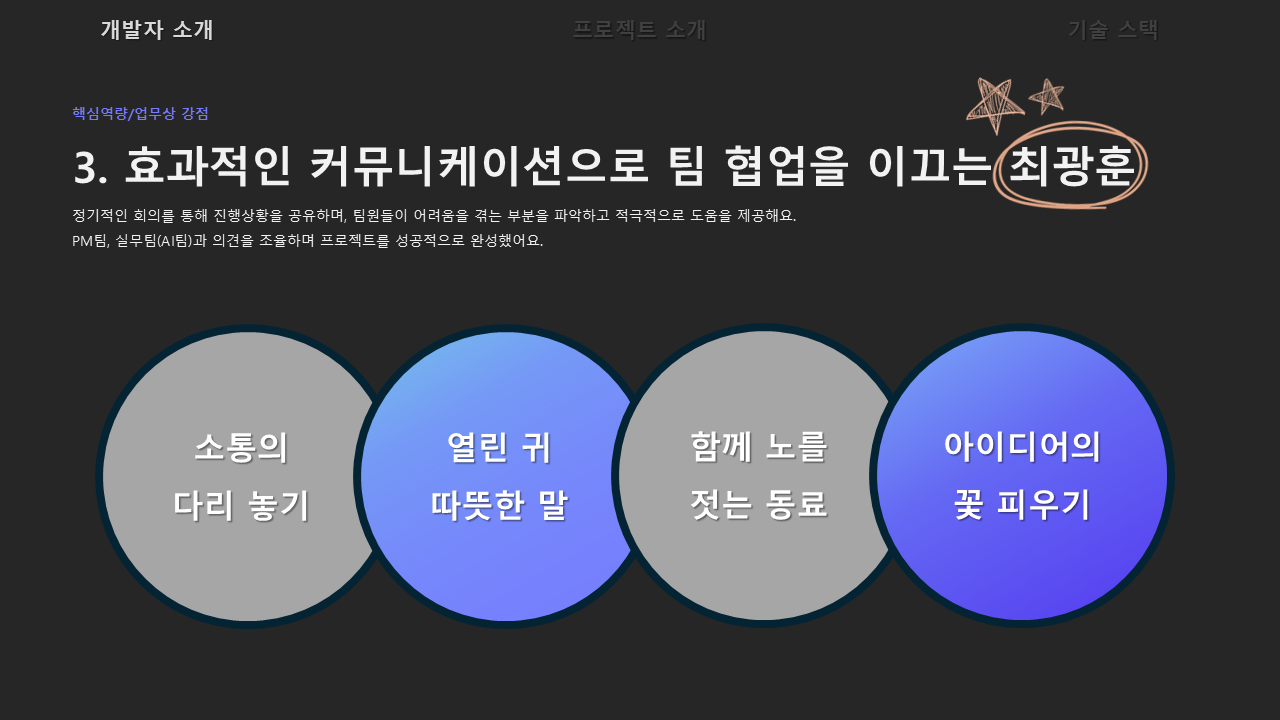 개발자 소개
프로젝트 소개
기술 스택
핵심역량/업무상 강점
3. 효과적인 커뮤니케이션으로 팀 협업을 이끄는 최광훈
정기적인 회의를 통해 진행상황을 공유하며, 팀원들이 어려움을 겪는 부분을 파악하고 적극적으로 도움을 제공해요.
PM팀, 실무팀(AI팀)과 의견을 조율하며 프로젝트를 성공적으로 완성했어요.
소통의
다리 놓기
열린 귀
따뜻한 말
함께 노를
젓는 동료
아이디어의
꽃 피우기